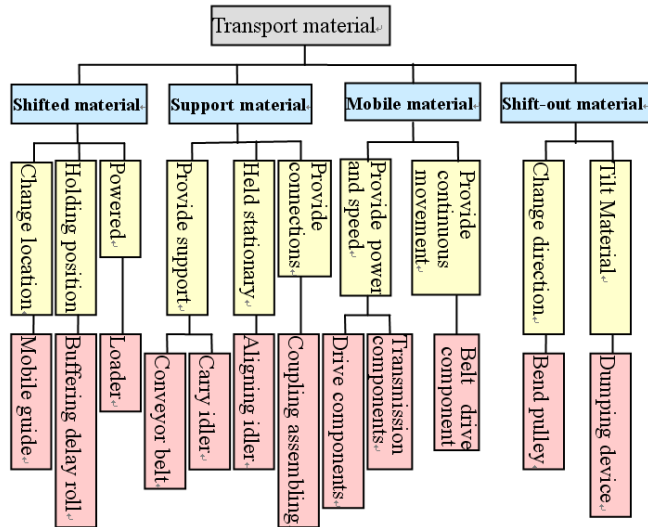 Transport material
Shifted material
Support material
Mobile material
Shift-out material
Change location
Holding position
Powered
Provide support
Held stationary
Provide
connections
Provide power
and speed
Provide
continuous
movement
Change direction
Tilt Material
Mobile guide
Buffering delay roll
Loader
Conveyor belt
Carry idler
Aligning idler
Coupling assembling
Drive components
Transmission
components
Belt drive
component
Bend pulley
Dumping device